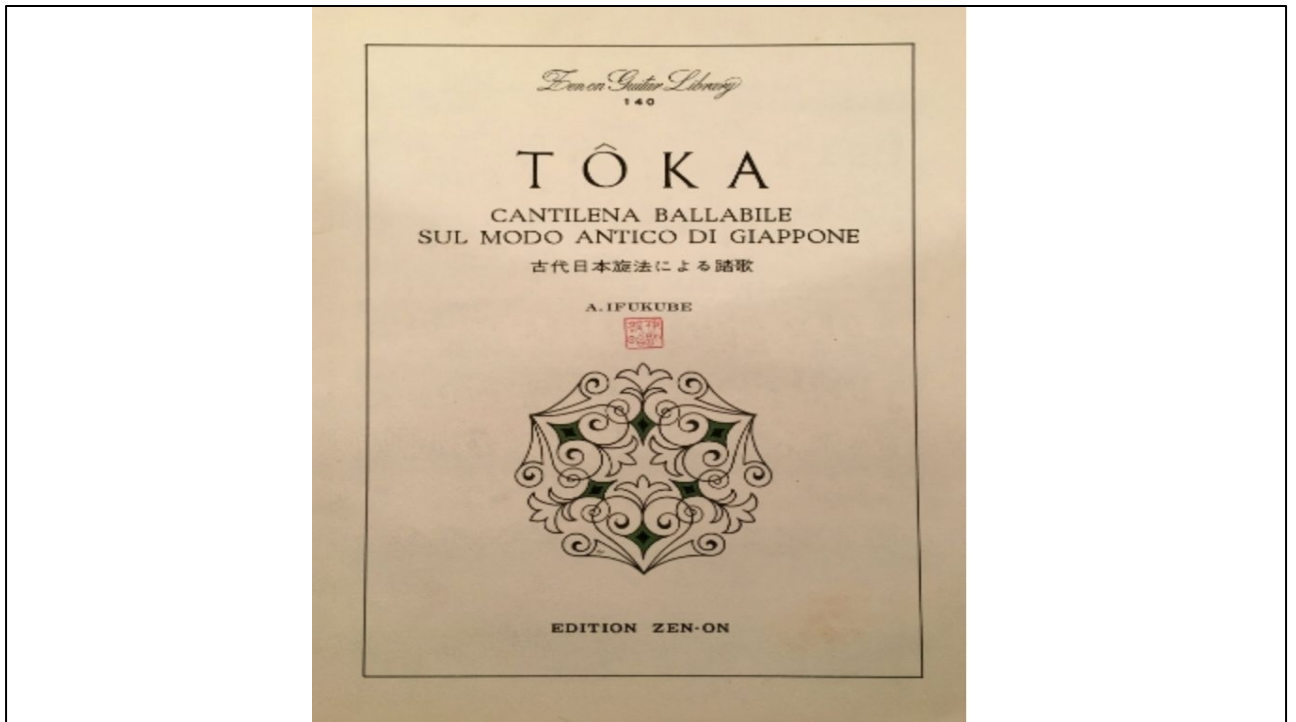 Zen-on Guitar Library
140
TÔKA
CANTILENA BALLABILE
SUL MODO ANTICO DI GIAPPONE
古代日本旋法による踏歌
A. IFUKUBE
EDITION ZEN-ON